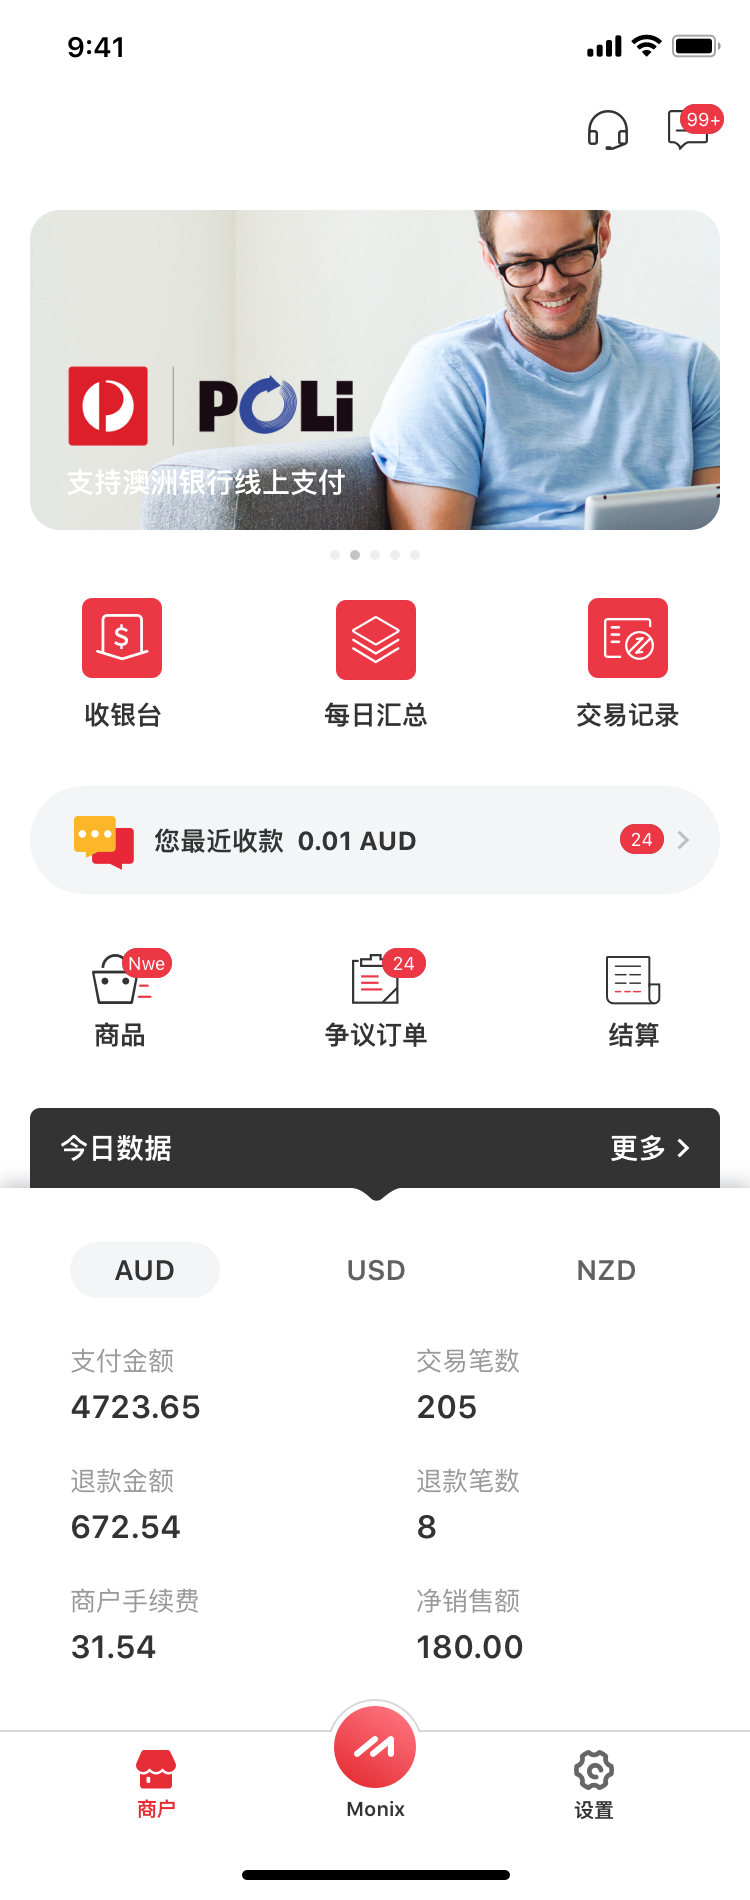 9:41
99+
POLi
支持澳洲银行线上支付
$
收银台
每日汇总
交易记录
您最近收款 0.01 AUD
24
Nwe
24
商品
争议订单
结算
今日数据
更多
AUD
USD
NZD
支付金额
交易笔数
4723.65
205
退款金额
退款笔数
672.54
8
商户手续费
净销售额
31.54
180.00
商户
Monix
设置